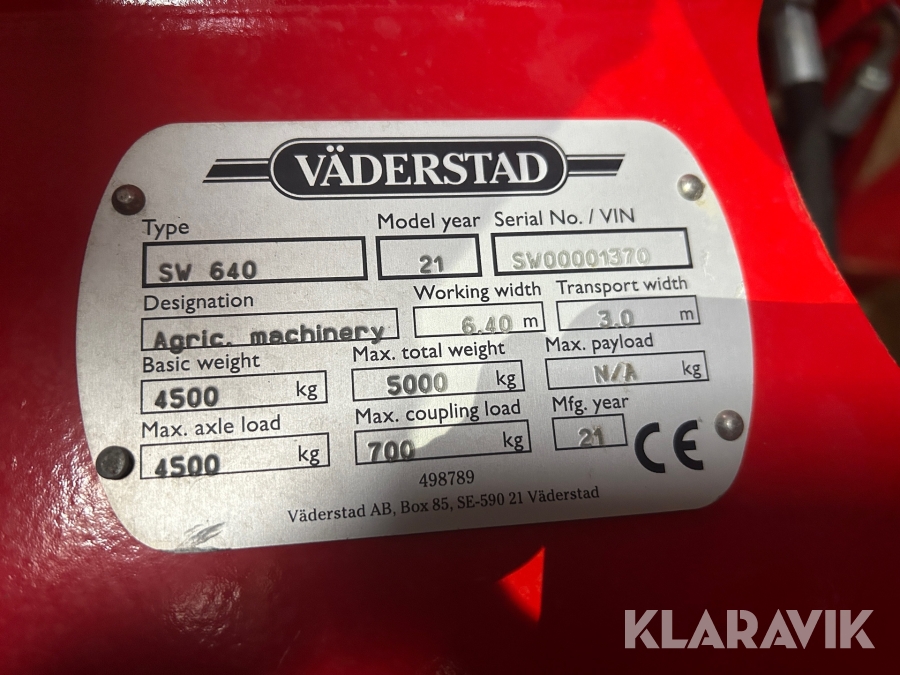 VÄDERSTAD
Type Model year Serial No. / VIN
SW 640 21 SW00001370
Designation Working width Transport width
Agric. machinery 6.40 m 3.0 m
Basic weight Max. total weight Max. payload
4500 kg 5000 kg N/A kg
Max. axle load Max. coupling load Mfg. year
4500 kg 700 kg 21 CE
498789
Väderstad AB, Box 85, SE-590 21 Väderstad
KLARAVIK